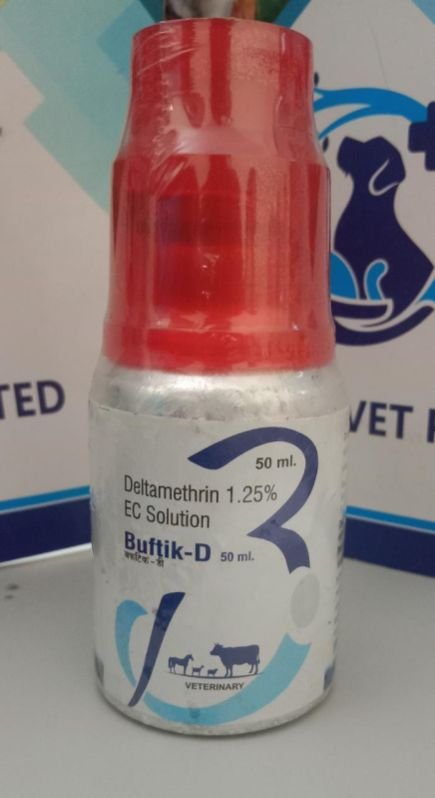 TED
VET
50 ml.
Deltamethrin 1.25%
EC Solution
Buftik-D 50 ml.
बफटिक - डी
VETERINARY